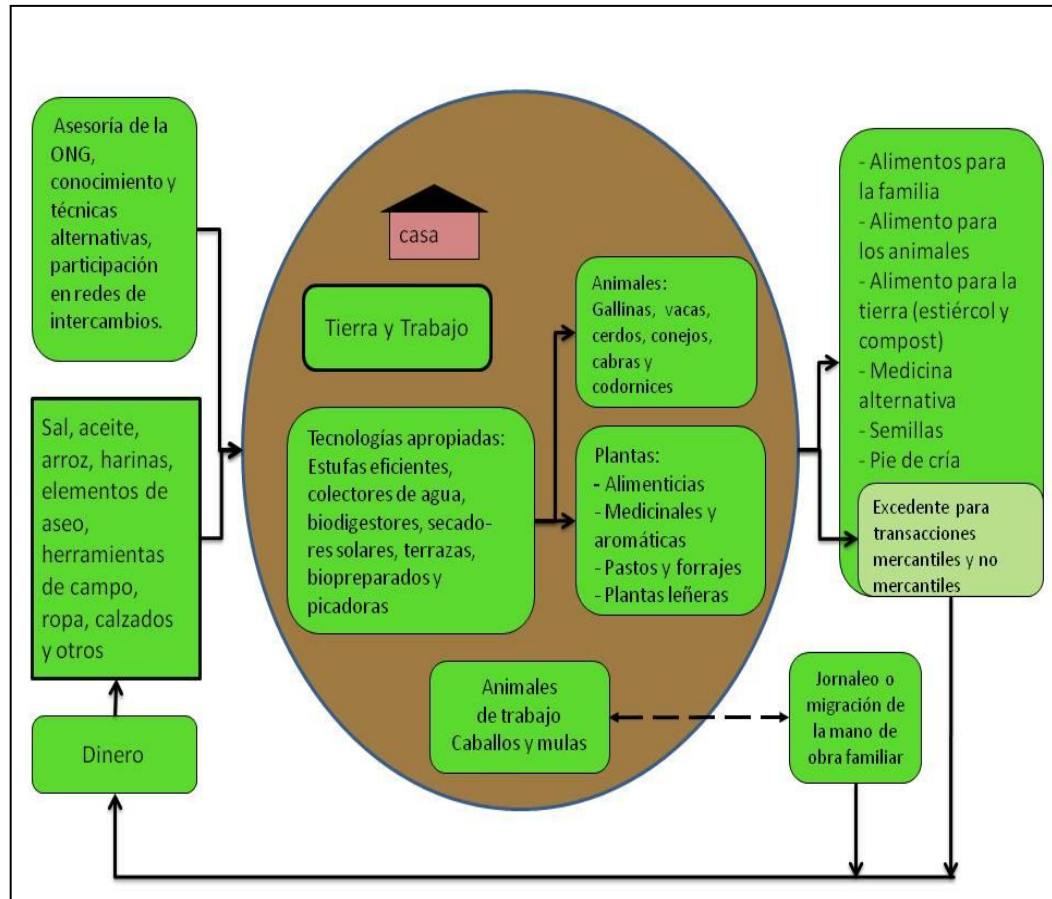 Asesoría de la
ONG,
conocimiento y
técnicas
alternativas,
participación
en redes de
intercambios.
Sal, aceite,
arroz, harinas,
elementos de
aseo,
herramientas
de campo,
ropa, calzados
y otros
Dinero
casa
Tierra y Trabajo
Tecnologías apropiadas:
Estufas eficientes,
colectores de agua,
biodigestores, secado-
res solares, terrazas,
biopreparados y
picadoras
Animales:
Gallinas, vacas,
cerdos, conejos,
cabras y
codornices
Plantas:
- Alimenticias
- Medicinales y
aromáticas
- Pastos y forrajes
- Plantas leñeras
Animales
de trabajo
Caballos y mulas
- Alimentos para
la familia
- Alimento para
los animales
- Alimento para la
tierra (estiércol y
compost)
- Medicina
alternativa
- Semillas
- Pie de cría
Excedente para
transacciones
mercantiles y no
mercantiles
Jornaleo o
migración de
la mano de
obra familiar